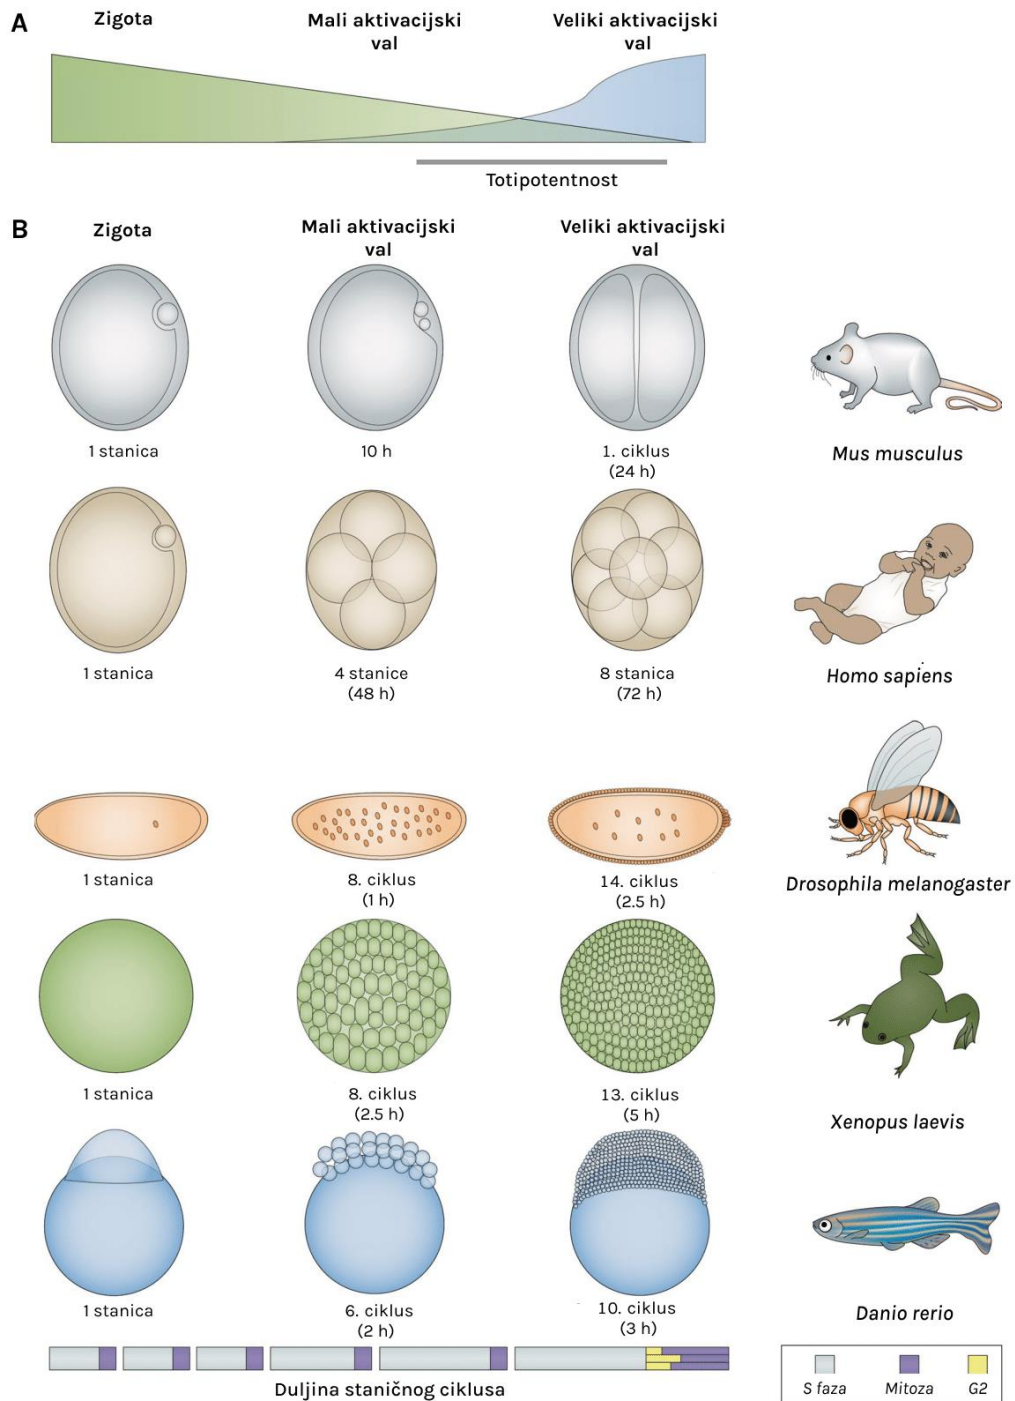 A
Zigota
Mali aktivacijski
val
Veliki aktivacijski
val
Totipotentnost
B
Zigota
Mali aktivacijski
val
Veliki aktivacijski
val
1 stanica
10 h
1. ciklus
(24 h)
Mus musculus
1 stanica
4 stanice
(48 h)
8 stanica
(72 h)
Homo sapiens
1 stanica
8. ciklus
(1 h)
14. ciklus
(2.5 h)
Drosophila melanogaster
1 stanica
8. ciklus
(2.5 h)
13. ciklus
(5 h)
Xenopus laevis
1 stanica
6. ciklus
(2 h)
10. ciklus
(3 h)
Danio rerio
Duljina staničnog ciklusa
S faza
Mitoza
G2